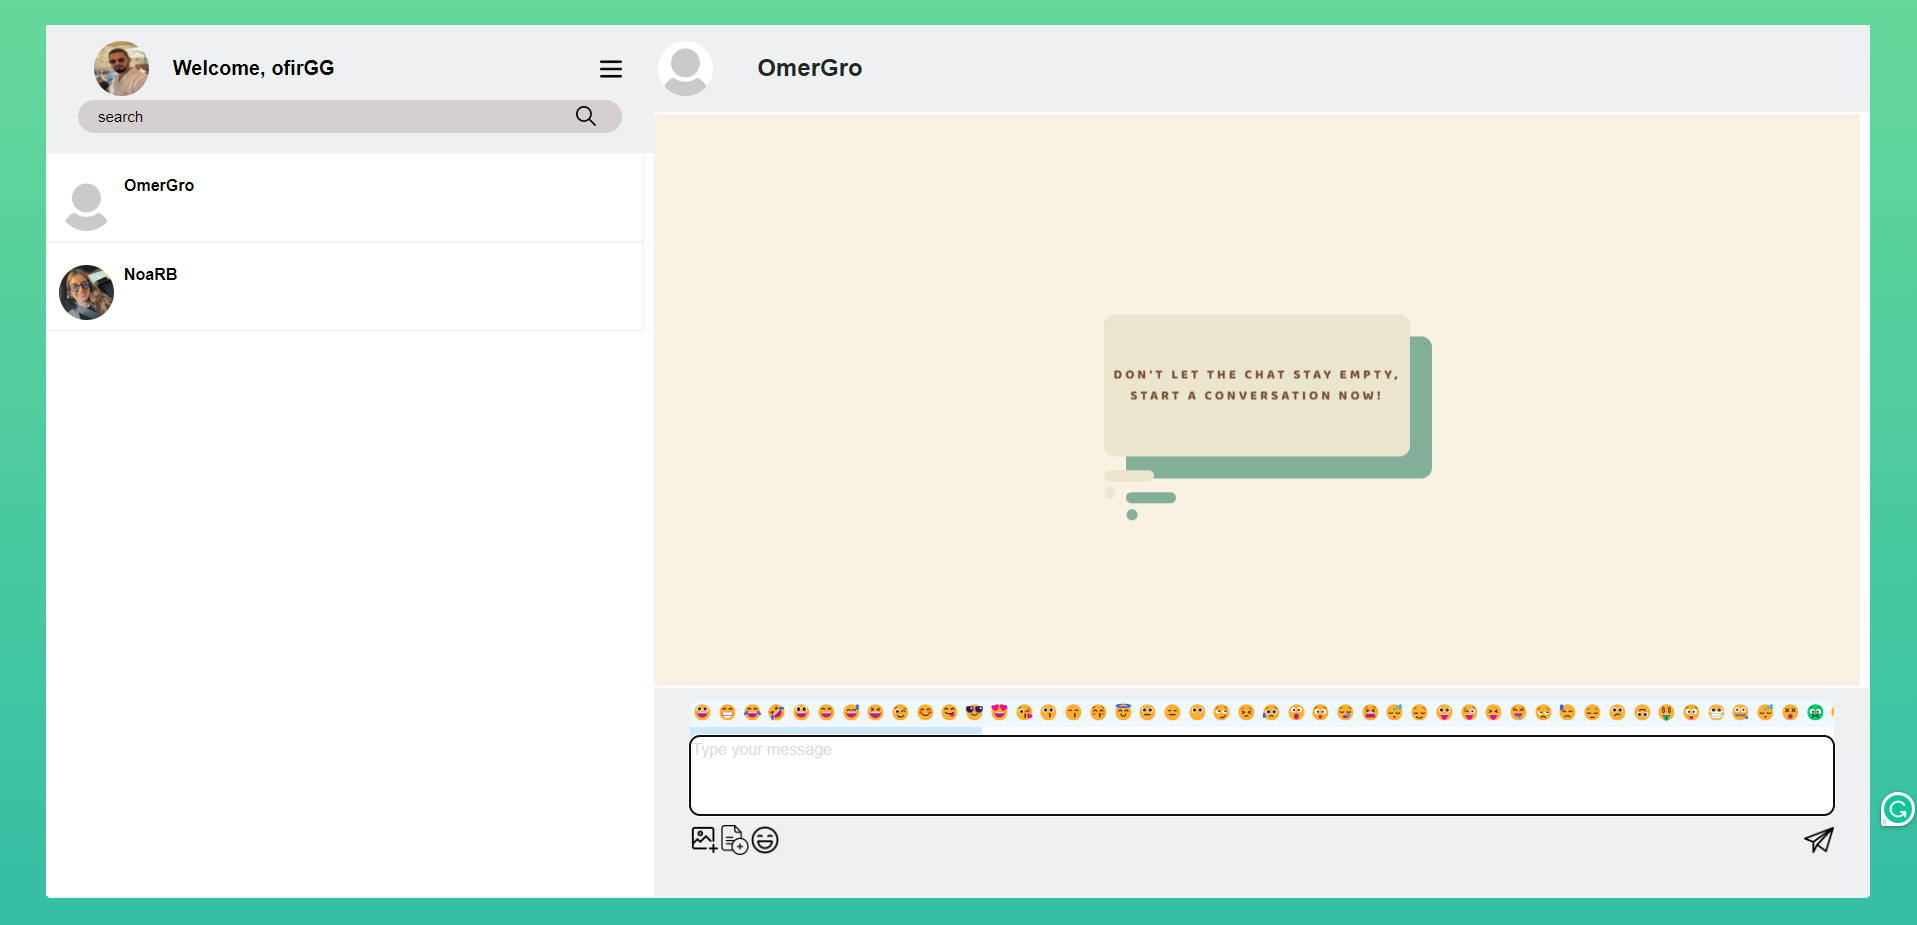 Welcome, ofirGG
search
OmerGro
NoaRB
OmerGro
DON'T LET THE CHAT STAY EMPTY,
START A CONVERSATION NOW!
Type your message